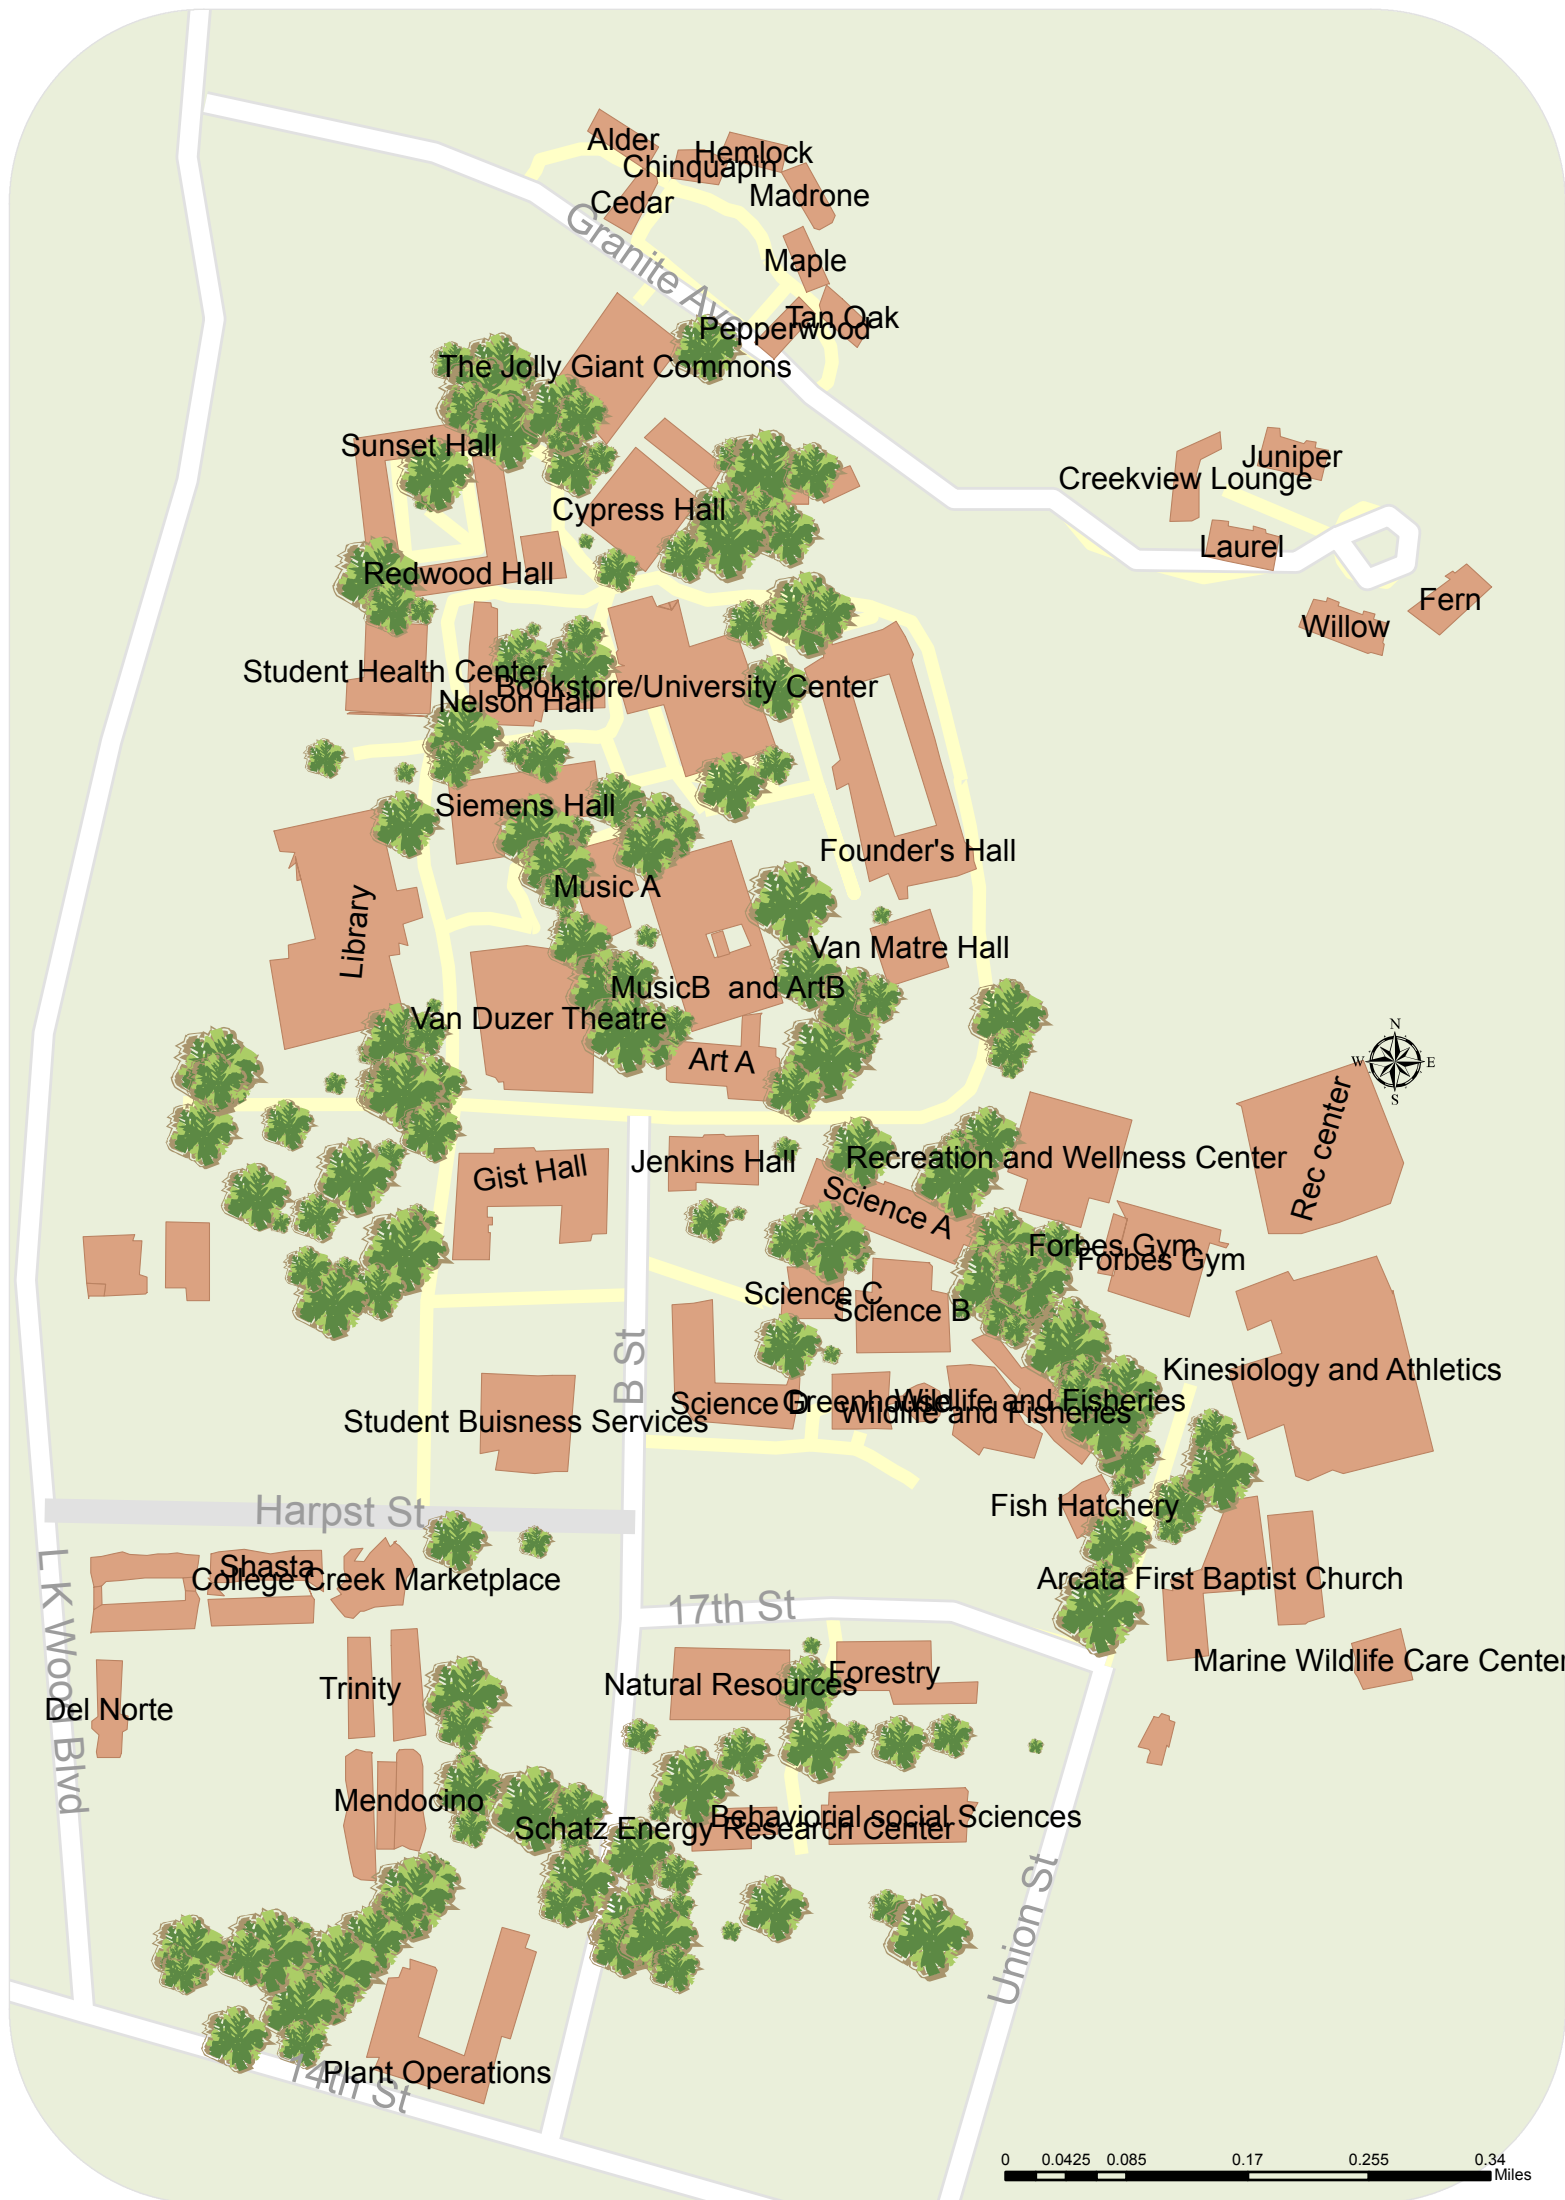 Alder
Hemlock
Chinquapin
Madrone
Cedar
Granite Ave
Maple
Tan Oak
Pepperwood
The Jolly Giant Commons
Sunset Hall
Juniper
Creekview Lounge
Cypress Hall
Laurel
Redwood Hall
Fern
Willow
Student Health Center
Bookstore/University Center
Nelson Hall
Siemens Hall
Founder's Hall
Music A
Library
Van Matre Hall
MusicB and ArtB
Van Duzer Theatre
Art A
N
W
E
S
Rec center
Jenkins Hall
Recreation and Wellness Center
Gist Hall
Science A
Forbes Gym
Forbes Gym
Science C
Science B
B St
Kinesiology and Athletics
Science D
Greenhouse
Wildlife and Fisheries
Wildlife and Fisheries
Student Buisness Services
Harpst St
Fish Hatchery
Shasta
College Creek Marketplace
Arcata First Baptist Church
17th St
L K Wood Blvd
Marine Wildlife Care Center
Natural Resources
Forestry
Trinity
Del Norte
Mendocino
Behaviorial social Sciences
Schatz Energy Research Center
Union St
Plant Operations
14th St
0 0.0425 0.085 0.17 0.255 0.34
Miles